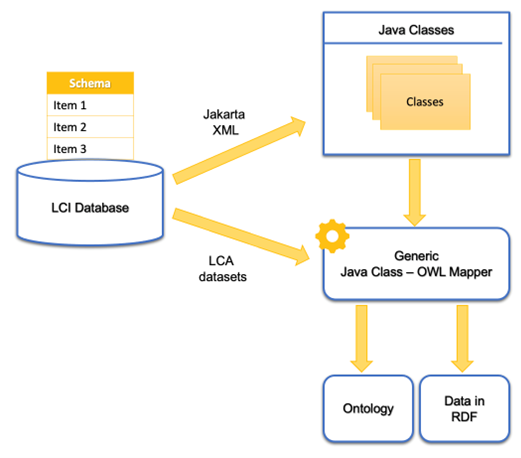 Java Classes
Schema
Item 1
Item 2
Item 3
Classes
Jakarta
XML
LCI Database
LCA
datasets
Generic
Java Class – OWL Mapper
Ontology
Data in
RDF